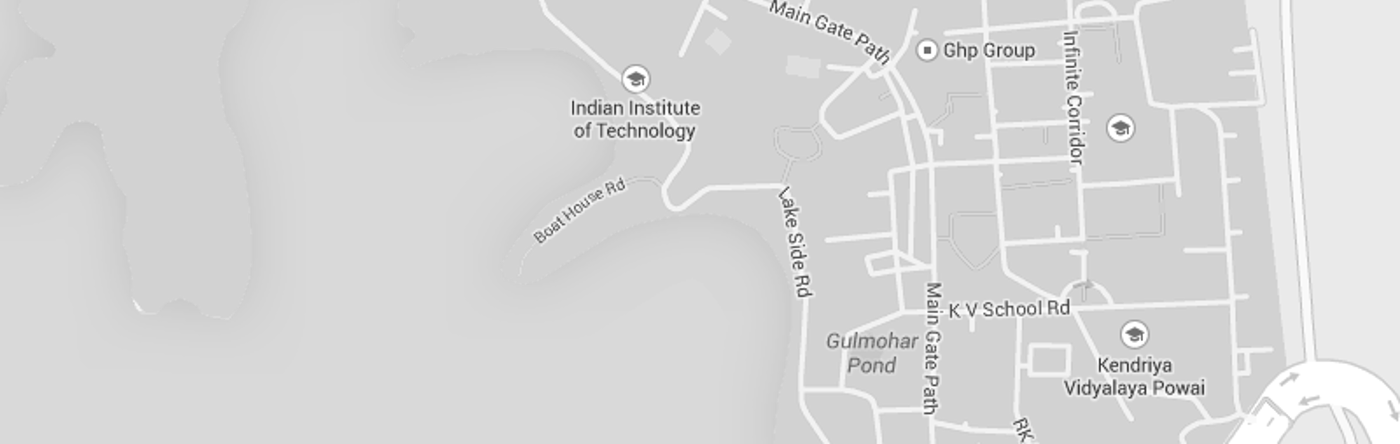 Main Gate Path
Ghp Group
Infinite Corridor
Indian Institute
of Technology
Boat House Rd
Lake Side Rd
Main Gate Path
K V School Rd
Gulmohar
Pond
Kendriya
Vidyalaya Powai
RK